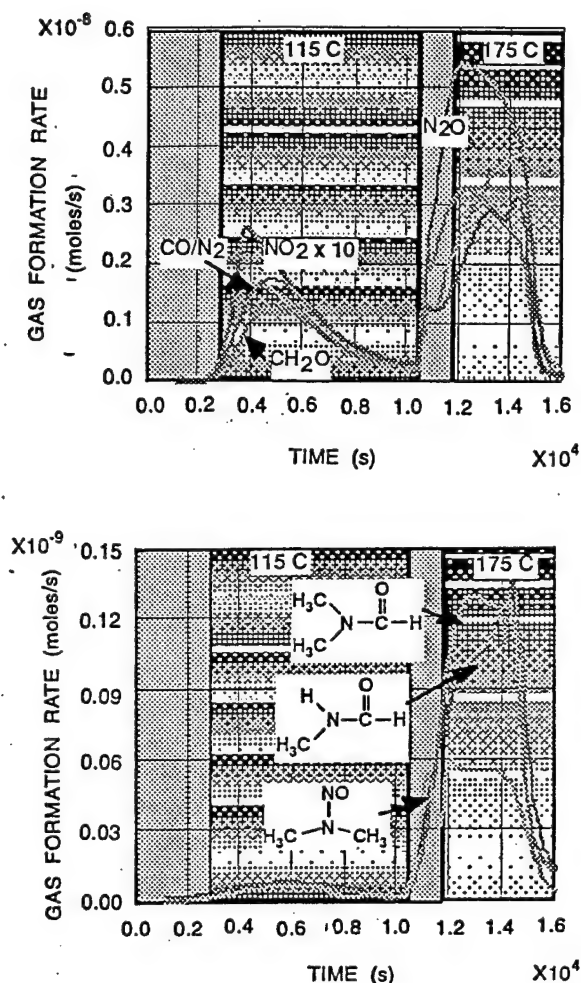 X10⁻⁸
0.6
0.5
0.4
0.3
0.2
0.1
0.0
GAS FORMATION RATE
(moles/s)
115 C
175 C
N2O
CO/N2
NO2 x 10
CH2O
0.0 0.2 0.4 0.6 0.8 1.0 1.2 1.4 1.6
TIME (s)
X10⁴
X10⁻⁹
0.15
0.12
0.09
0.06
0.03
0.00
GAS FORMATION RATE (moles/s)
115 C
175 C
H3C
H3C
N
C
O
H
H
H3C
N
C
O
H
NO
N
H3C
CH3
0.0 0.2 0.4 0.6 0.8 1.0 1.2 1.4 1.6
TIME (s)
X10⁴